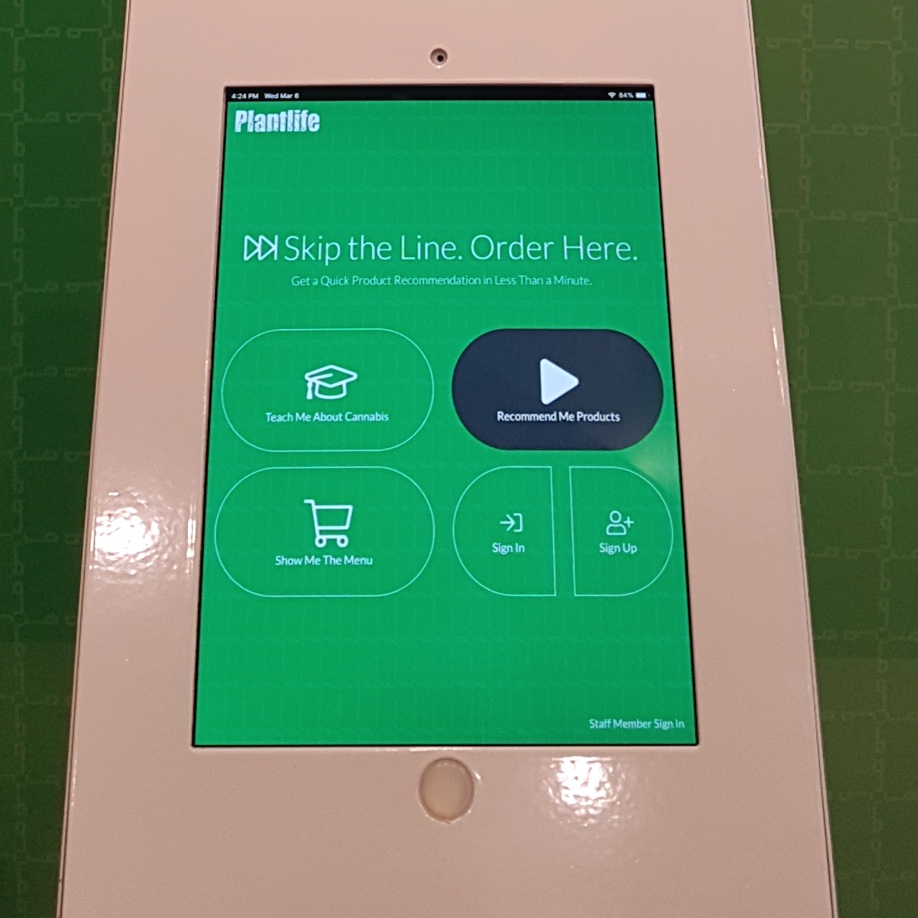 4:24 PM Wed Mar 6
84%
Plantlife
Skip the Line. Order Here.
Get a Quick Product Recommendation in Less Than a Minute.
Teach Me About Cannabis
Recommend Me Products
Show Me The Menu
Sign In
Sign Up
Staff Member Sign In